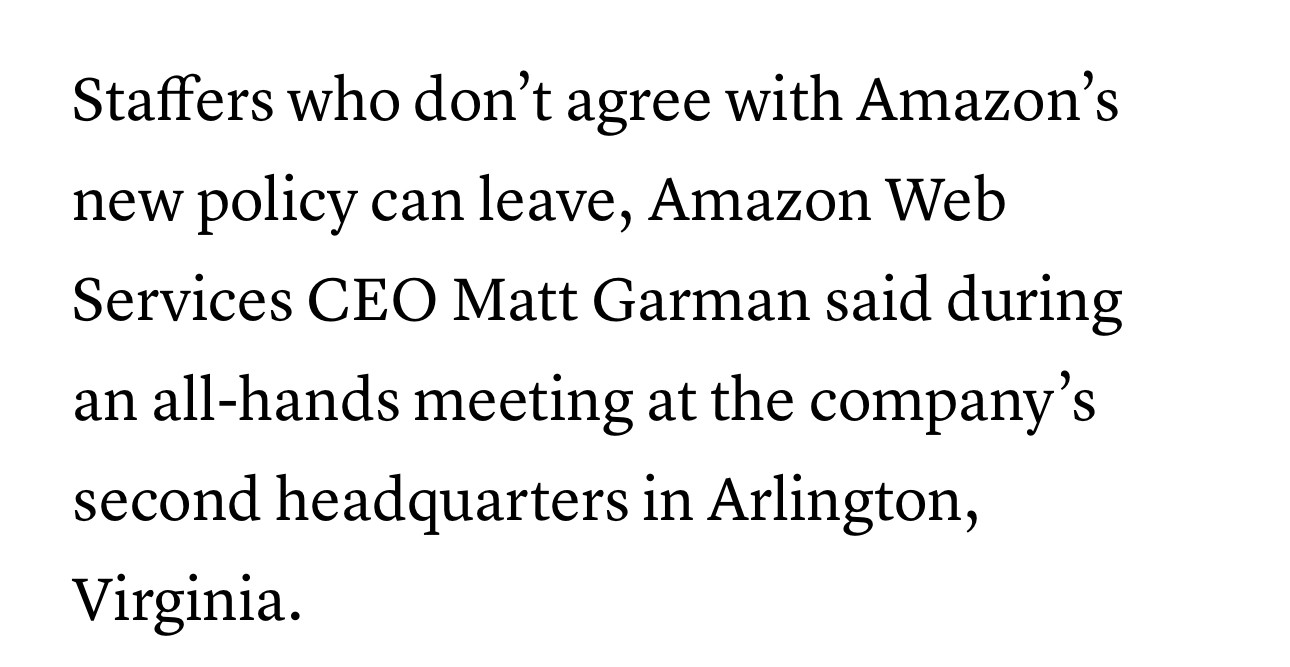 Staffers who don’t agree with Amazon’s
new policy can leave, Amazon Web
Services CEO Matt Garman said during
an all-hands meeting at the company’s
second headquarters in Arlington,
Virginia.